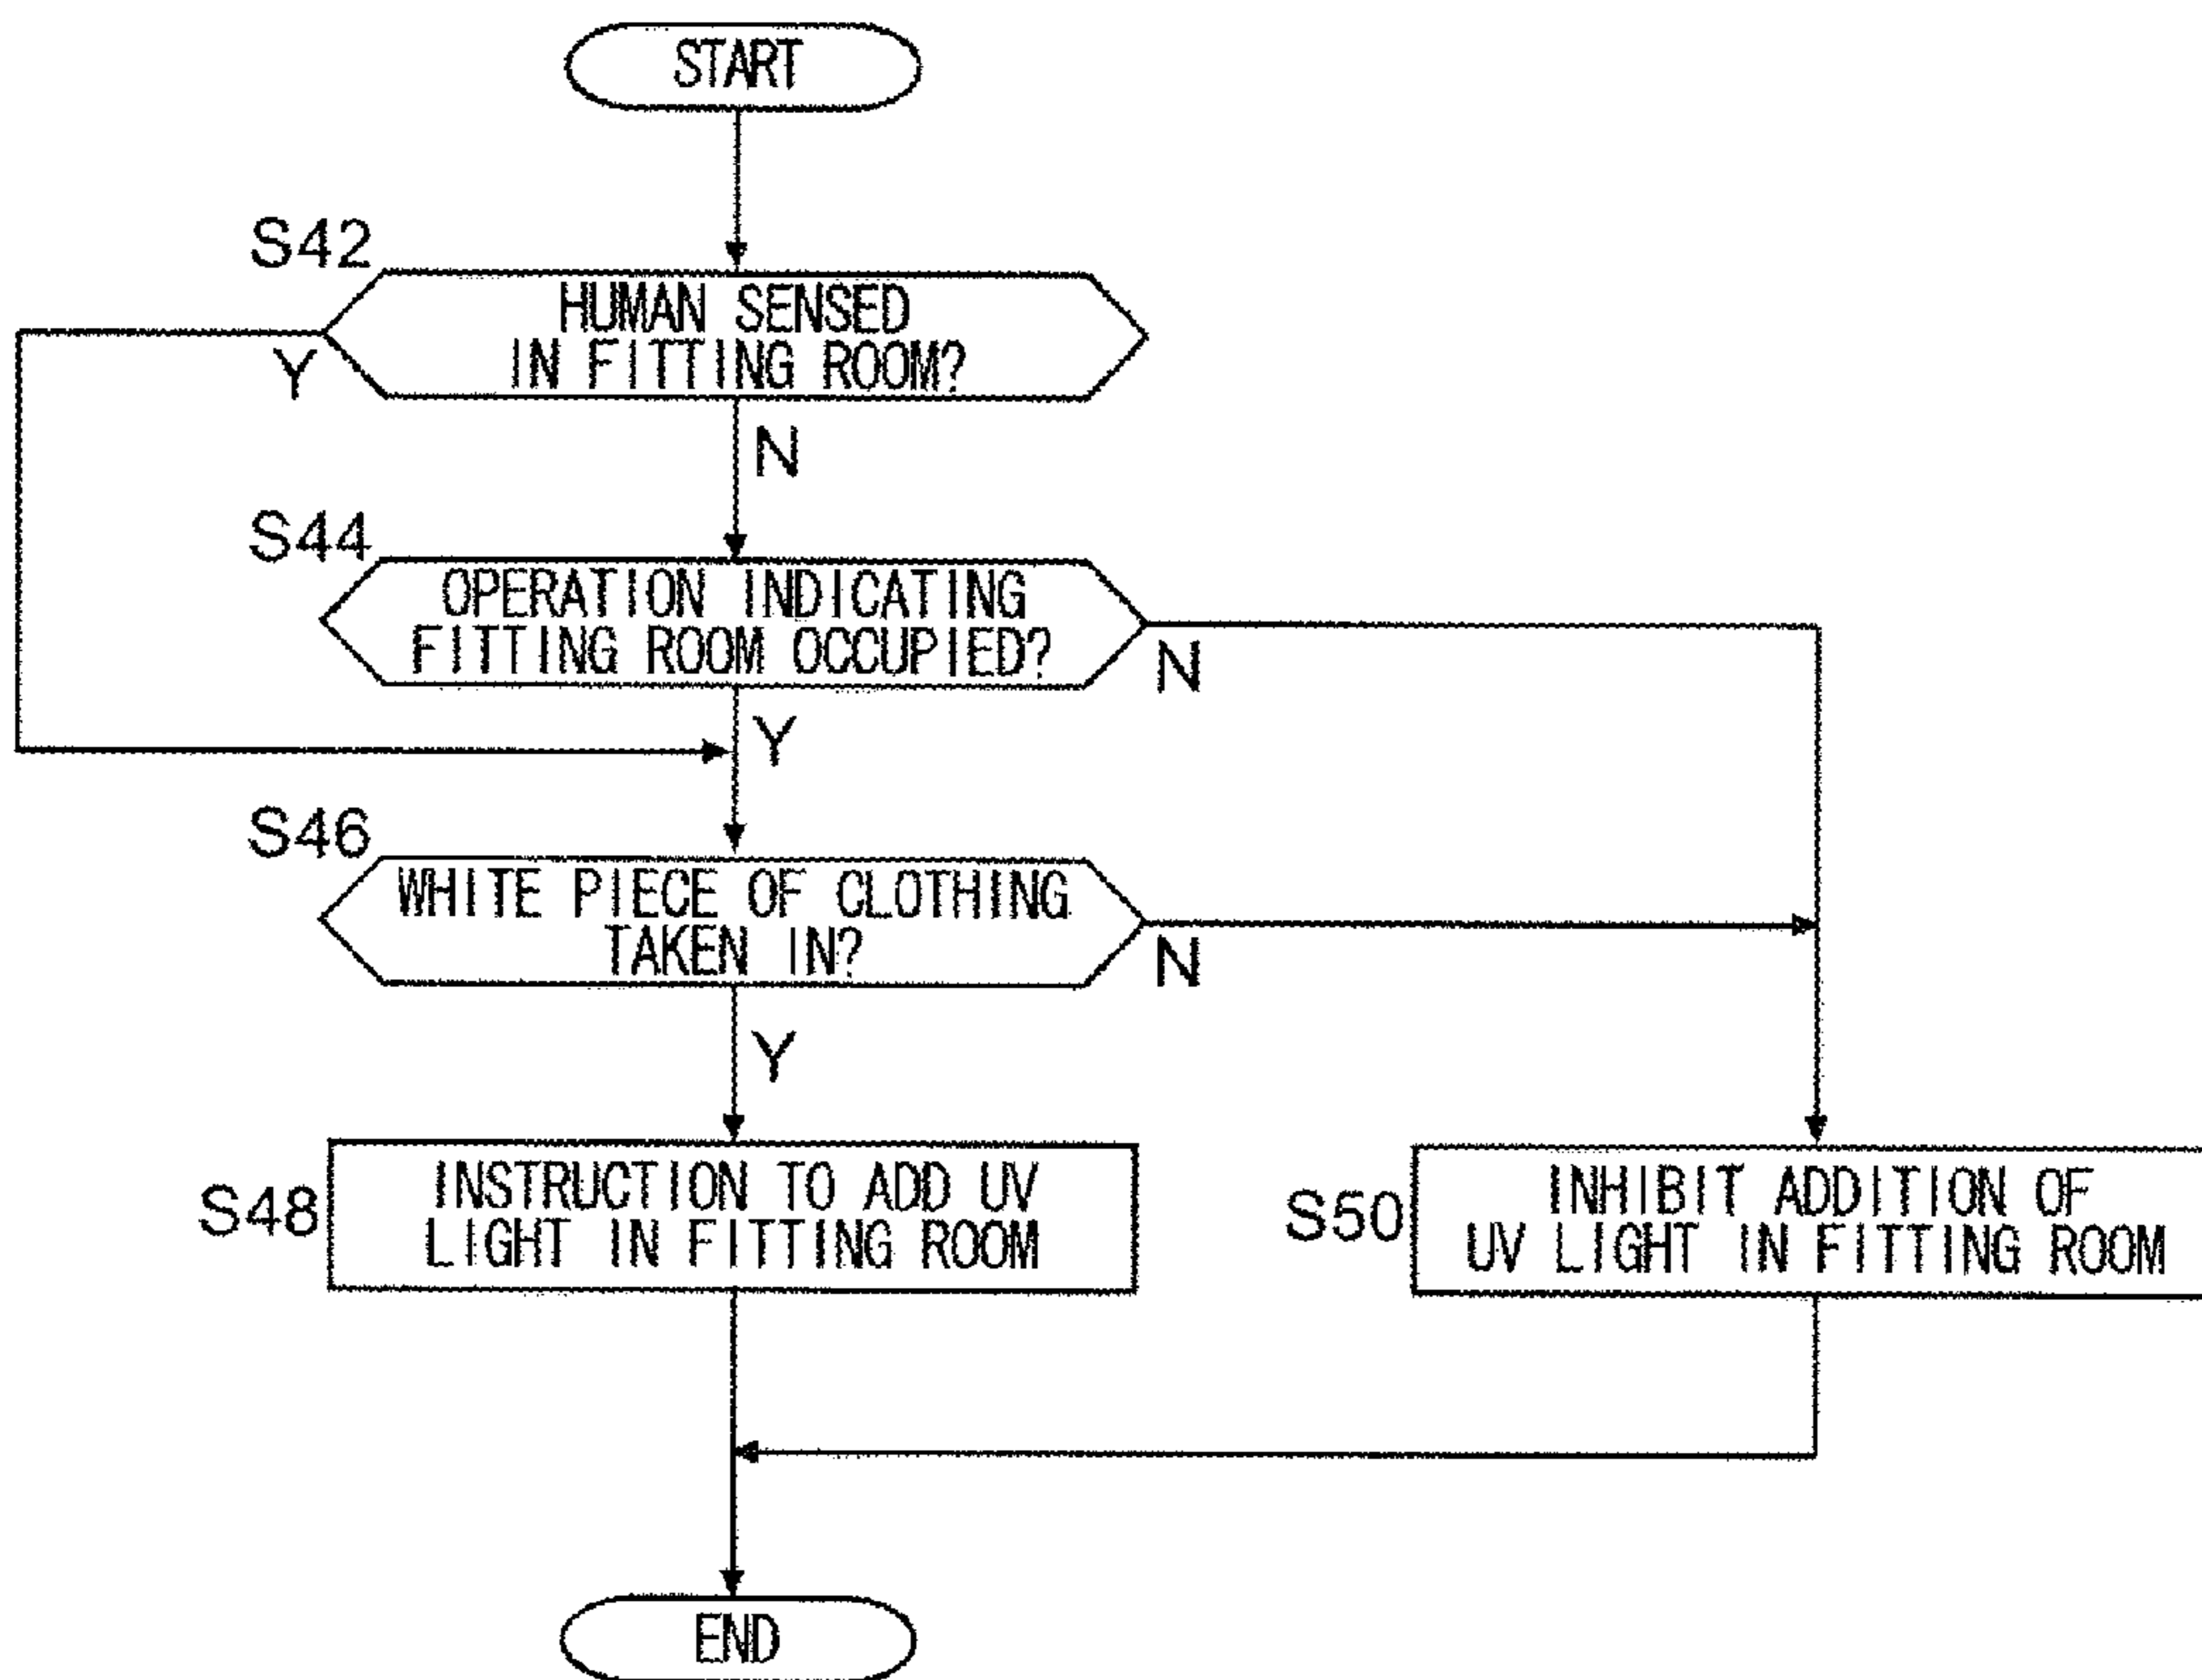 START
S42
HUMAN SENSED
IN FITTING ROOM?
Y
N
S44
OPERATION INDICATING
FITTING ROOM OCCUPIED?
N
Y
S46
WHITE PIECE OF CLOTHING
TAKEN IN?
N
Y
S48
INSTRUCTION TO ADD UV
LIGHT IN FITTING ROOM
S50
INHIBIT ADDITION OF
UV LIGHT IN FITTING ROOM
END